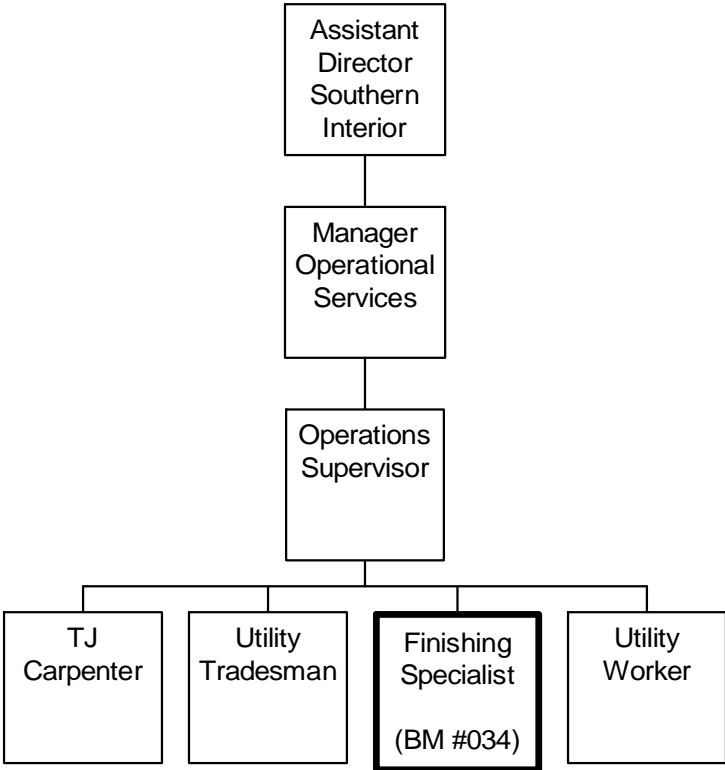 Assistant
Director
Southern
Interior
Manager
Operational
Services
Operations
Supervisor
TJ
Carpenter
Utility
Tradesman
Finishing
Specialist
(BM #034)
Utility
Worker